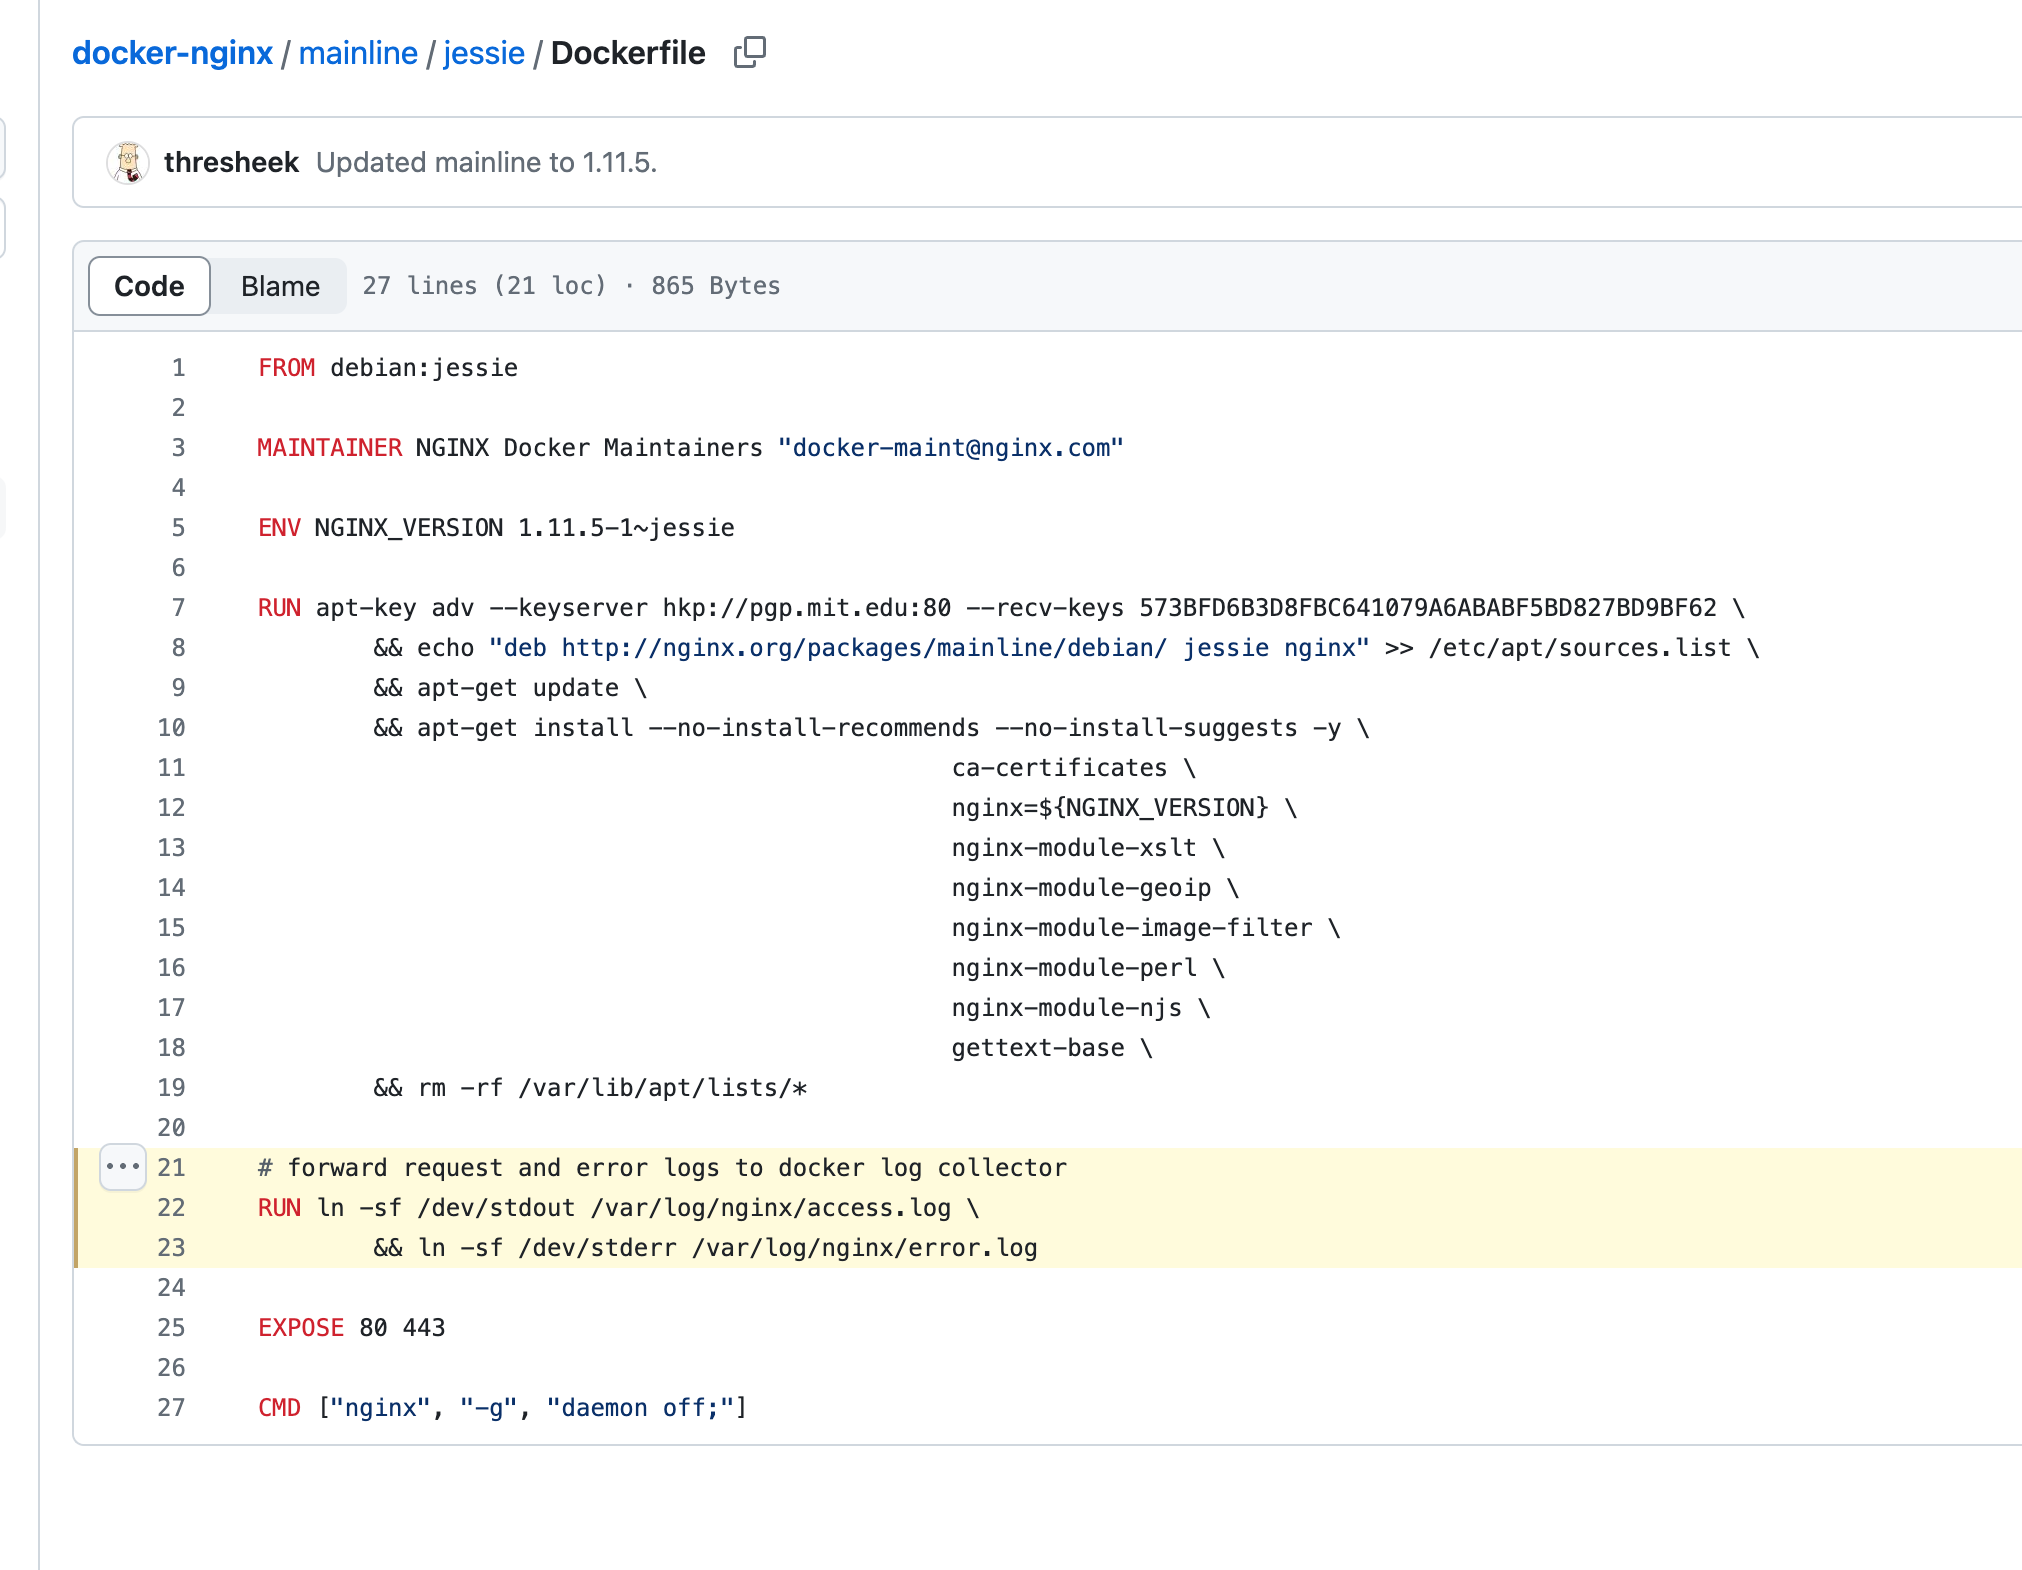 docker-nginx / mainline / jessie / Dockerfile
thresheek Updated mainline to 1.11.5.
Code Blame 27 lines (21 loc) · 865 Bytes
1 FROM debian:jessie
2
3 MAINTAINER NGINX Docker Maintainers "docker-maint@nginx.com"
4
5 ENV NGINX_VERSION 1.11.5-1~jessie
6
7 RUN apt-key adv --keyserver hkp://pgp.mit.edu:80 --recv-keys 573BFD6B3D8FBC641079A6ABABF5BD827BD9BF62 \
8 && echo "deb http://nginx.org/packages/mainline/debian/ jessie nginx" >> /etc/apt/sources.list \
9 && apt-get update \
10 && apt-get install --no-install-recommends --no-install-suggests -y \
11 ca-certificates \
12 nginx=${NGINX_VERSION} \
13 nginx-module-xslt \
14 nginx-module-geoip \
15 nginx-module-image-filter \
16 nginx-module-perl \
17 nginx-module-njs \
18 gettext-base \
19 && rm -rf /var/lib/apt/lists/*
20
21 # forward request and error logs to docker log collector
22 RUN ln -sf /dev/stdout /var/log/nginx/access.log \
23 && ln -sf /dev/stderr /var/log/nginx/error.log
24
25 EXPOSE 80 443
26
27 CMD ["nginx", "-g", "daemon off;"]